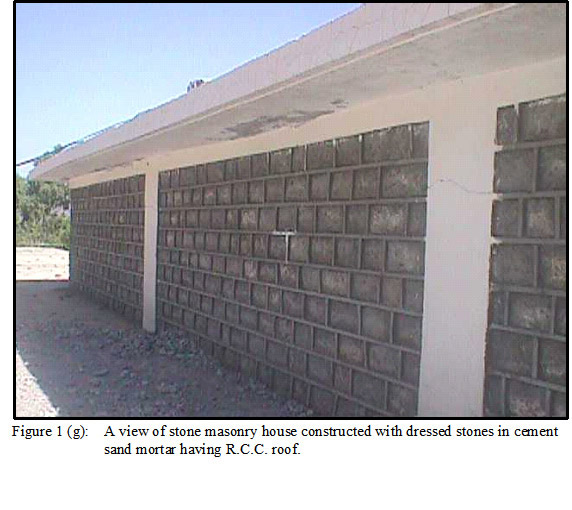 Figure 1 (g): A view of stone masonry house constructed with dressed stones in cement
sand mortar having R.C.C. roof.